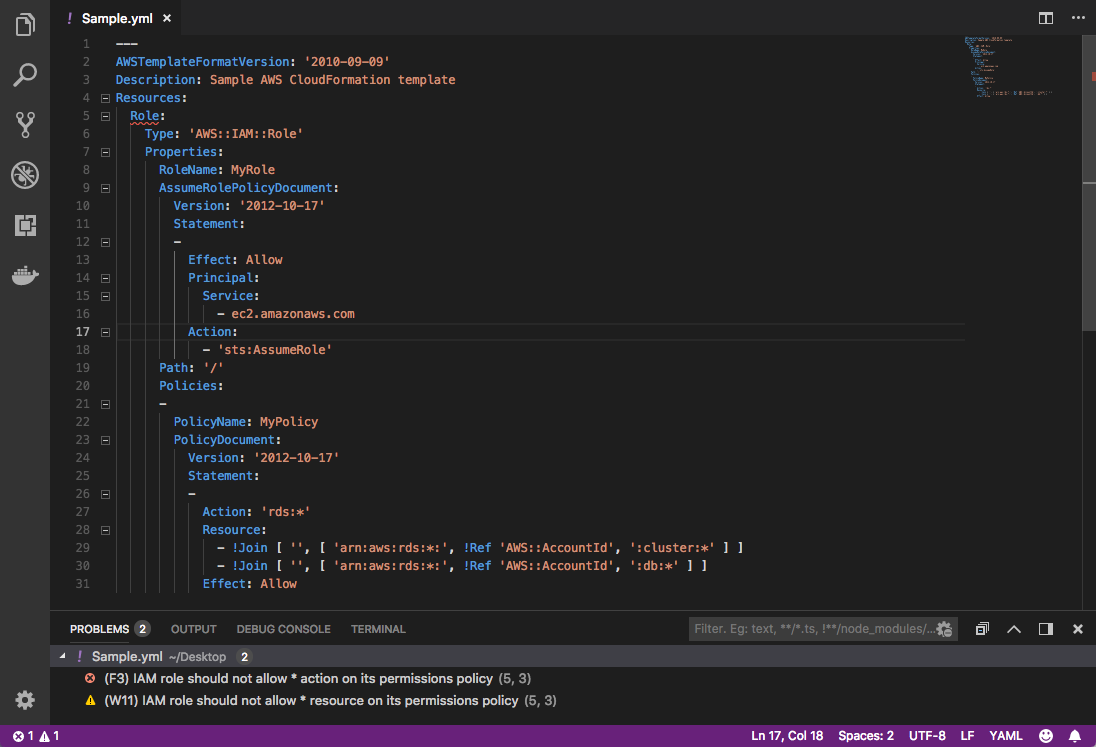 ! Sample.yml ×
1 ---
2 AWSTemplateFormatVersion: '2010-09-09'
3 Description: Sample AWS CloudFormation template
4 Resources:
5 Role:
6 Type: 'AWS::IAM::Role'
7 Properties:
8 RoleName: MyRole
9 AssumeRolePolicyDocument:
10 Version: '2012-10-17'
11 Statement:
12 -
13 Effect: Allow
14 Principal:
15 Service:
16 - ec2.amazonaws.com
17 Action:
18 - 'sts:AssumeRole'
19 Path: '/'
20 Policies:
21 -
22 PolicyName: MyPolicy
23 PolicyDocument:
24 Version: '2012-10-17'
25 Statement:
26 -
27 Action: 'rds:*'
28 Resource:
29 - !Join [ '', [ 'arn:aws:rds:*:', !Ref 'AWS::AccountId', ':cluster:*' ] ]
30 - !Join [ '', [ 'arn:aws:rds:*:', !Ref 'AWS::AccountId', ':db:*' ] ]
31 Effect: Allow
PROBLEMS 2 OUTPUT DEBUG CONSOLE TERMINAL Filter. Eg: text, **/*.ts, !**/node_modules/...
! Sample.yml ~/Desktop 2
(F3) IAM role should not allow * action on its permissions policy (5, 3)
(W11) IAM role should not allow * resource on its permissions policy (5, 3)
1 1 Ln 17, Col 18 Spaces: 2 UTF-8 LF YAML